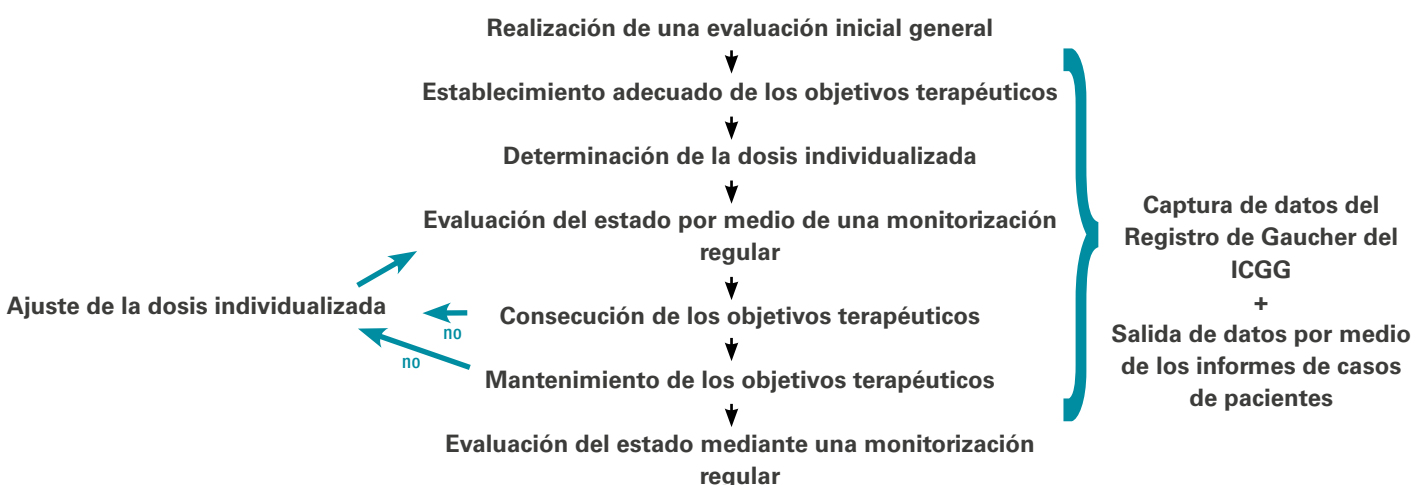 Realización de una evaluación inicial general
Establecimiento adecuado de los objetivos terapéuticos
Determinación de la dosis individualizada
Evaluación del estado por medio de una monitorización
regular
Ajuste de la dosis individualizada
no
Consecución de los objetivos terapéuticos
no
Mantenimiento de los objetivos terapéuticos
Evaluación del estado mediante una monitorización
regular
Captura de datos del
Registro de Gaucher del
ICGG
+
Salida de datos por medio
de los informes de casos
de pacientes